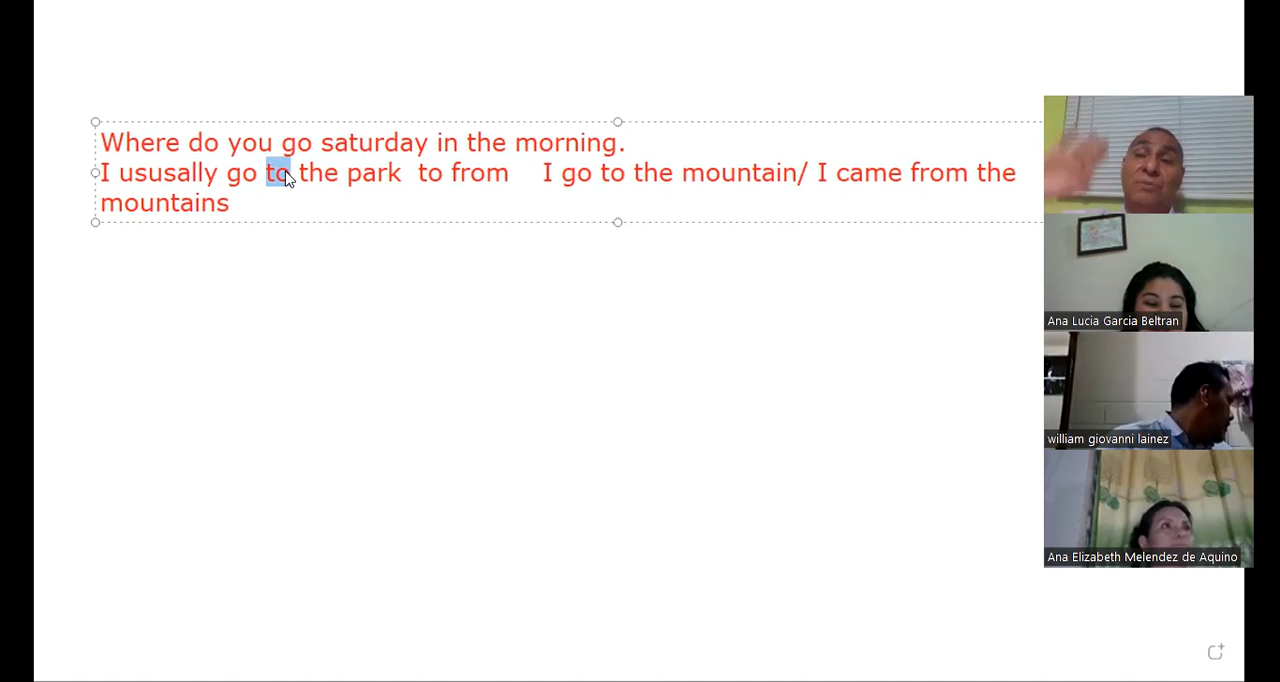 Where do you go saturday in the morning.
I ususally go to the park to from I go to the mountain/ I came from the
mountains
Ana Lucia Garcia Beltran
william giovanni lainez
Ana Elizabeth Melendez de Aquino